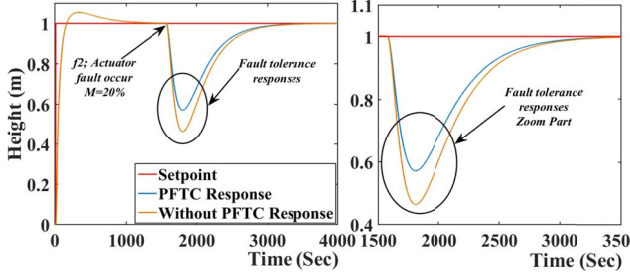 1
0.8
0.6
0.4
0.2
0
Height (m)
f2; Actuator
fault occur
M=20%
Fault tolerance
responses
Setpoint
PFTC Response
Without PFTC Response
0 1000 2000 3000 4000
Time (Sec)
1.1
1
0.8
0.6
0.4
Fault tolerance
responses
Zoom Part
1500 2000 2500 3000 350
Time (Sec)